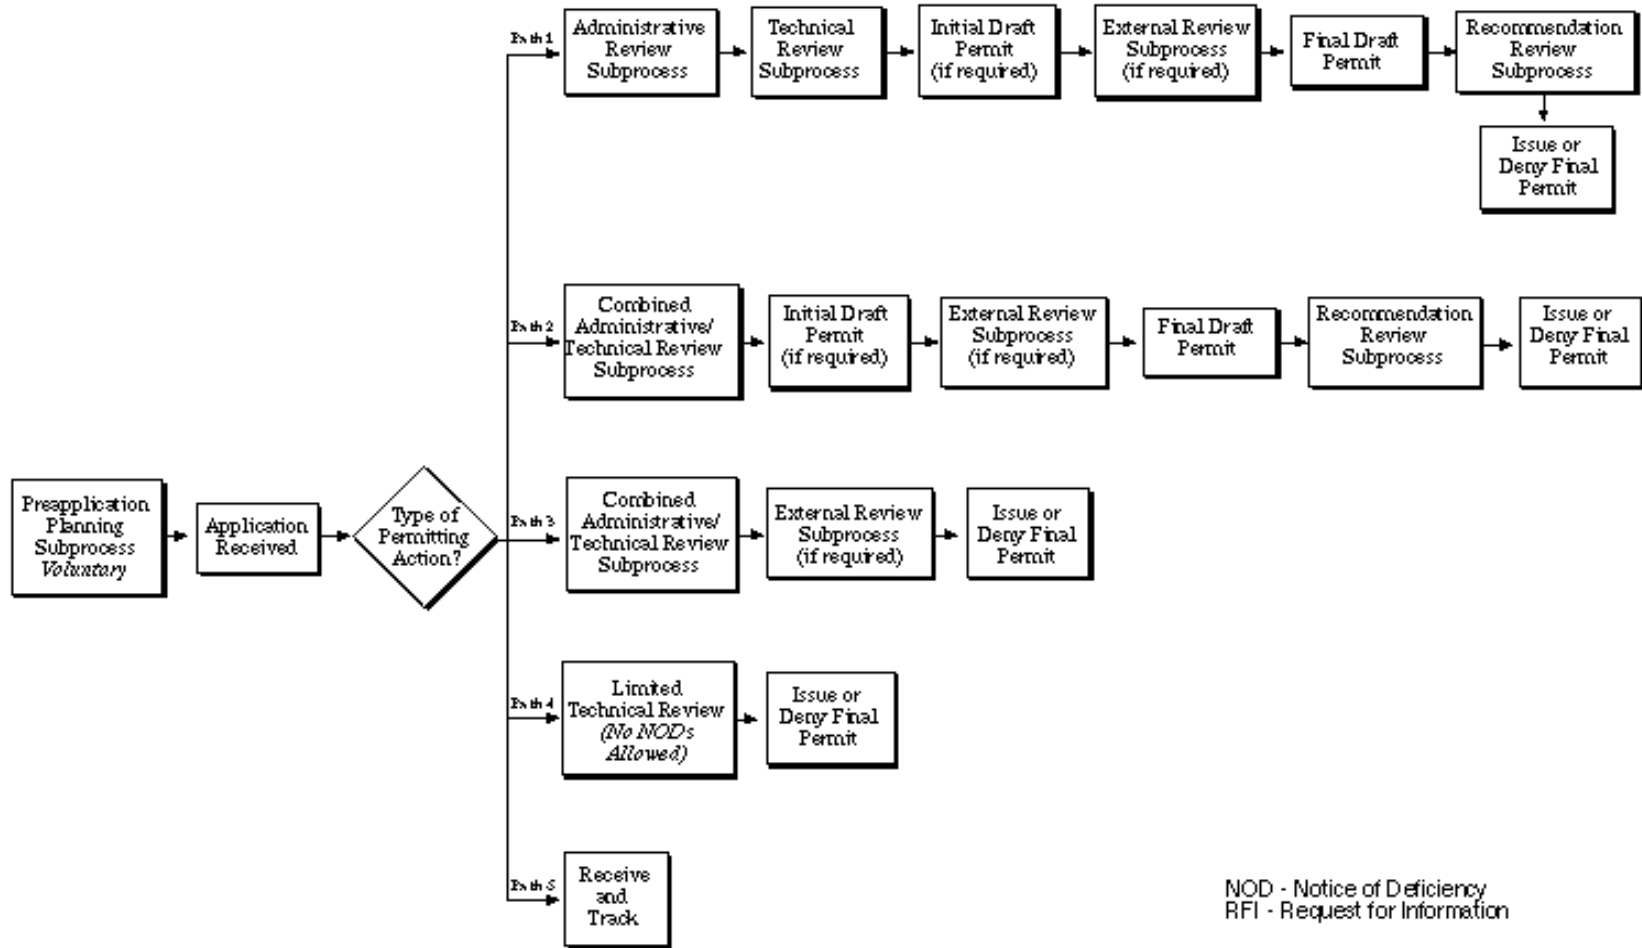 Path 1
Administrative
Review
Subprocess
Technical
Review
Subprocess
Initial Draft
Permit
(if required)
External Review
Subprocess
(if required)
Final Draft
Permit
Recommendation
Review
Subprocess
Issue or
Deny Final
Permit
Path 2
Combined
Administrative/
Technical Review
Subprocess
Initial Draft
Permit
(if required)
External Review
Subprocess
(if required)
Final Draft
Permit
Recommendation
Review
Subprocess
Issue or
Deny Final
Permit
Preapplication
Planning
Subprocess
Voluntary
Application
Received
Type of
Permitting
Action?
Path 3
Combined
Administrative/
Technical Review
Subprocess
External Review
Subprocess
(if required)
Issue or
Deny Final
Permit
Path 4
Limited
Technical Review
(No NODs
Allowed)
Issue or
Deny Final
Permit
Path 5
Receive
and
Track
NOD - Notice of Deficiency
RFI - Request for Information